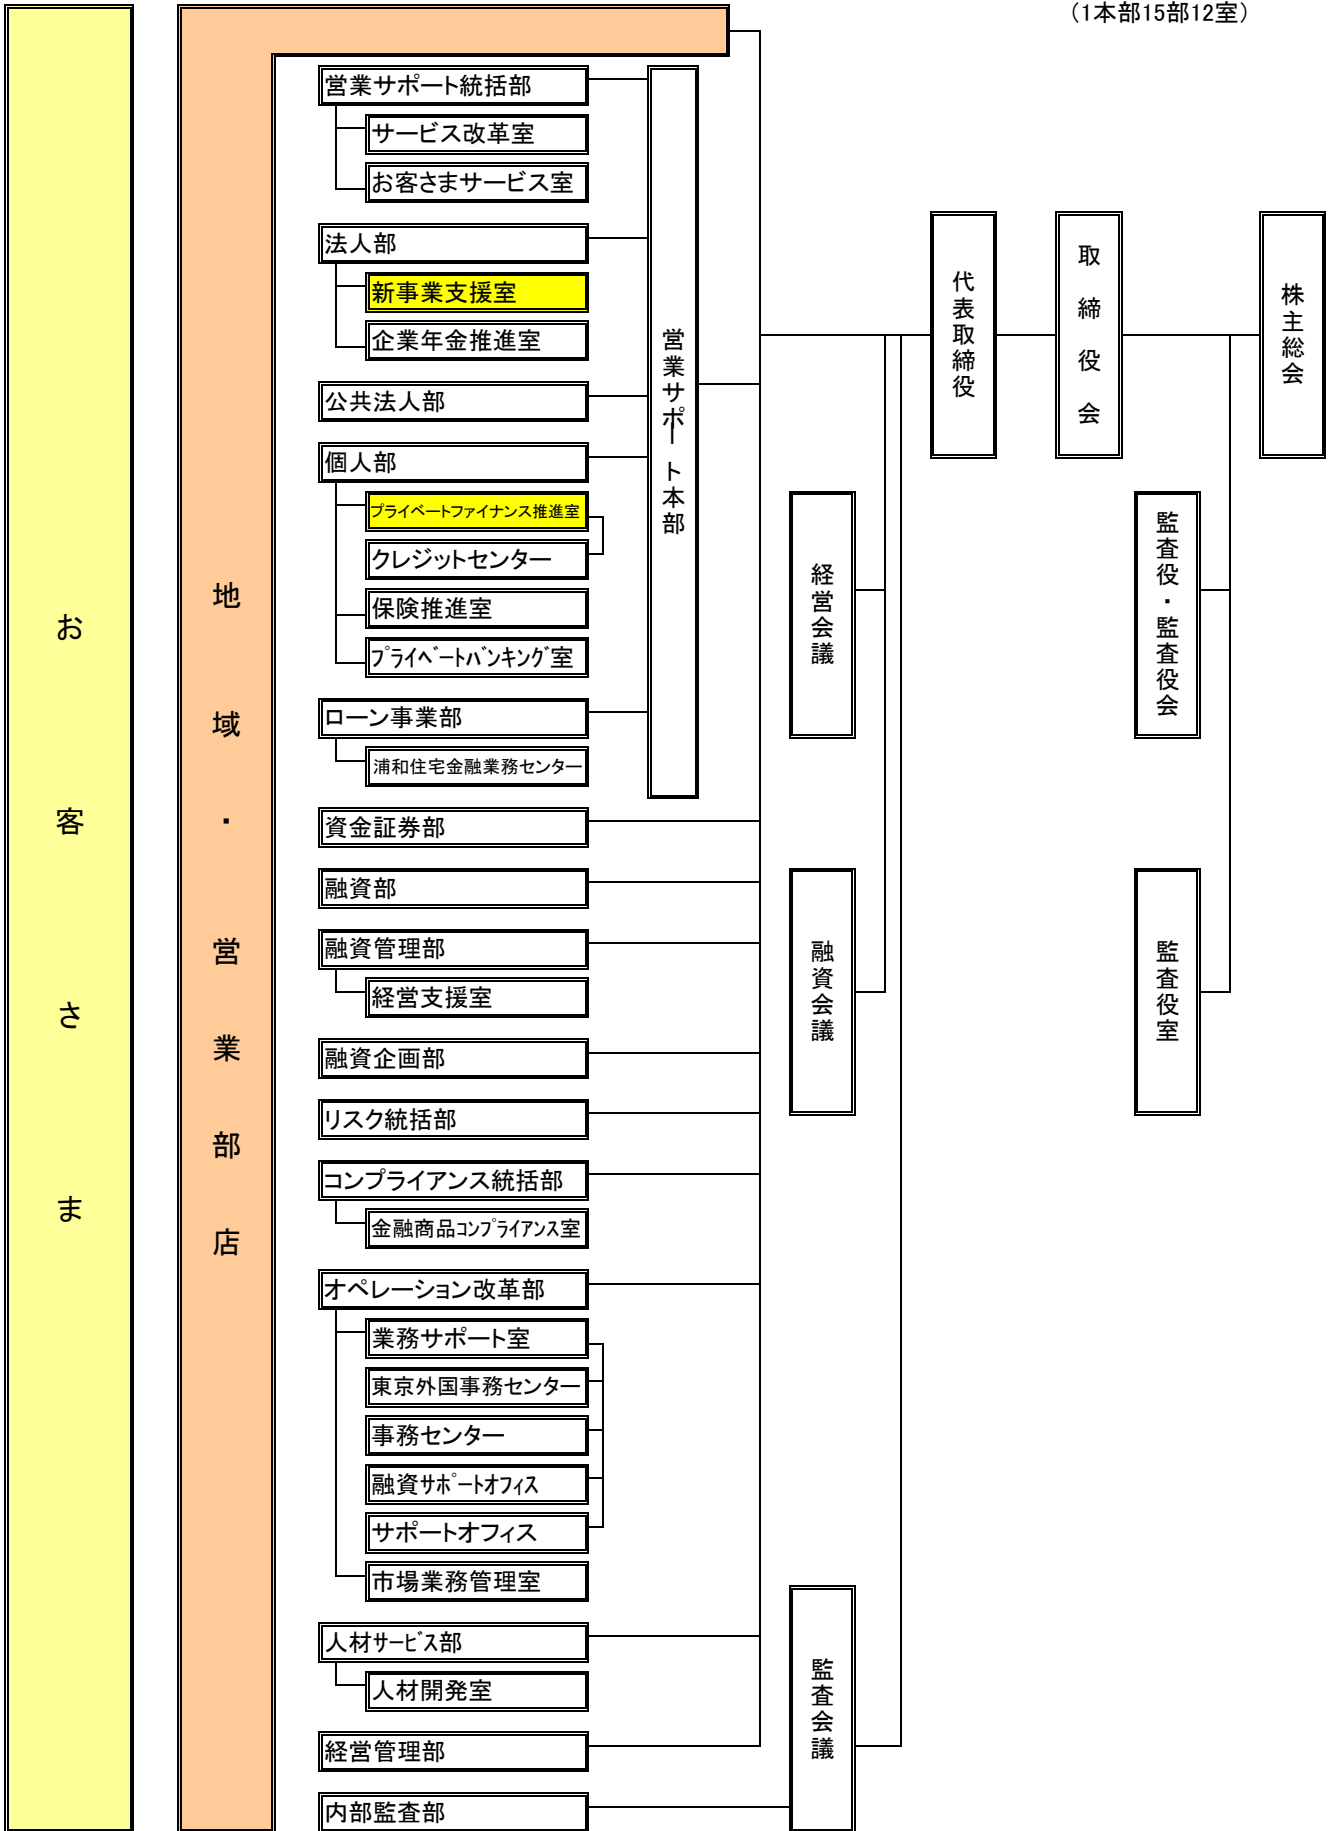 （1本部15部12室）
お客さま
地域・営業部店
営業サポート統括部
サービス改革室
お客さまサービス室
法人部
新事業支援室
企業年金推進室
公共法人部
個人部
プライベートファイナンス推進室
クレジットセンター
保険推進室
ﾌﾟﾗｲﾍﾞｰﾄﾊﾞﾝｷﾝｸﾞ室
ローン事業部
浦和住宅金融業務センター
資金証券部
融資部
融資管理部
経営支援室
融資企画部
リスク統括部
コンプライアンス統括部
金融商品ｺﾝﾌﾟﾗｲｱﾝｽ室
オペレーション改革部
業務サポート室
東京外国事務センター
事務センター
融資ｻﾎﾟｰﾄｵﾌｨｽ
サポートオフィス
市場業務管理室
人材ｻｰﾋﾞｽ部
人材開発室
経営管理部
内部監査部
営業サポート本部
経営会議
融資会議
監査会議
代表取締役
取締役会
監査役・監査役会
監査役室
株主総会